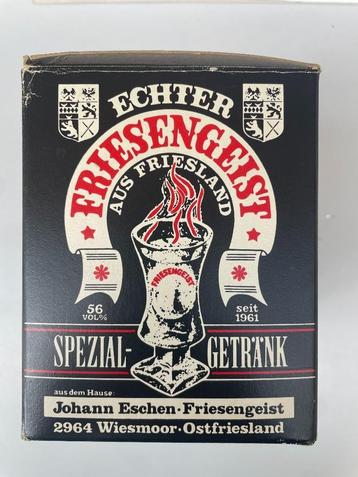 ECHTER
FRIESENGEIST
AUS FRIESLAND
FRIESENGEIST
56
VOL%
seit
1961
SPEZIAL-GETRÄNK
aus dem Hause:
Johann Eschen·Friesengeist
2964 Wiesmoor·Ostfriesland